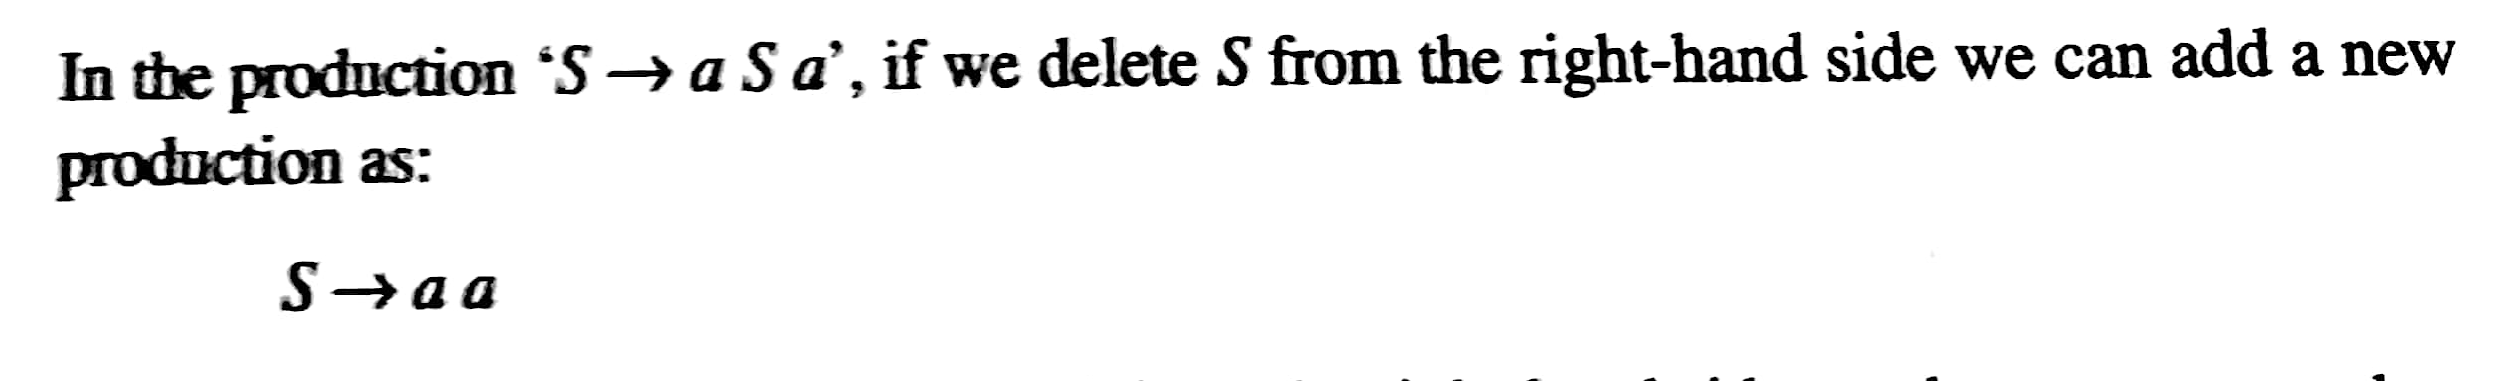 In the production ‘S → a S a’, if we delete S from the right-hand side we can add a new
production as:
S → a a